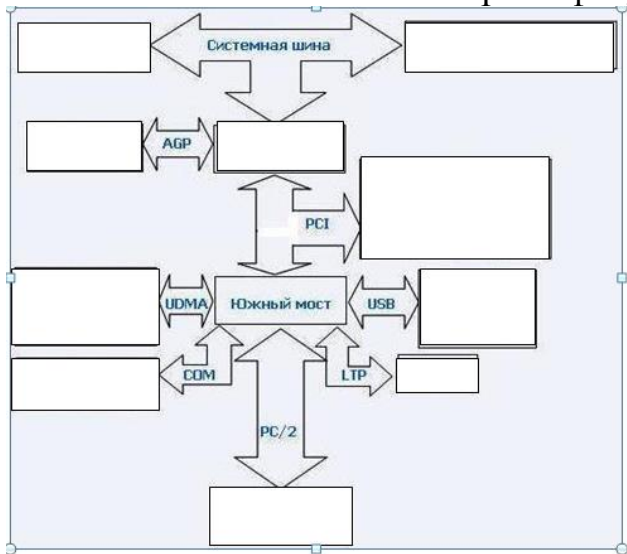 Системная шина
AGP
PCI
UDMA
Южный мост
USB
COM
LTP
PC/2